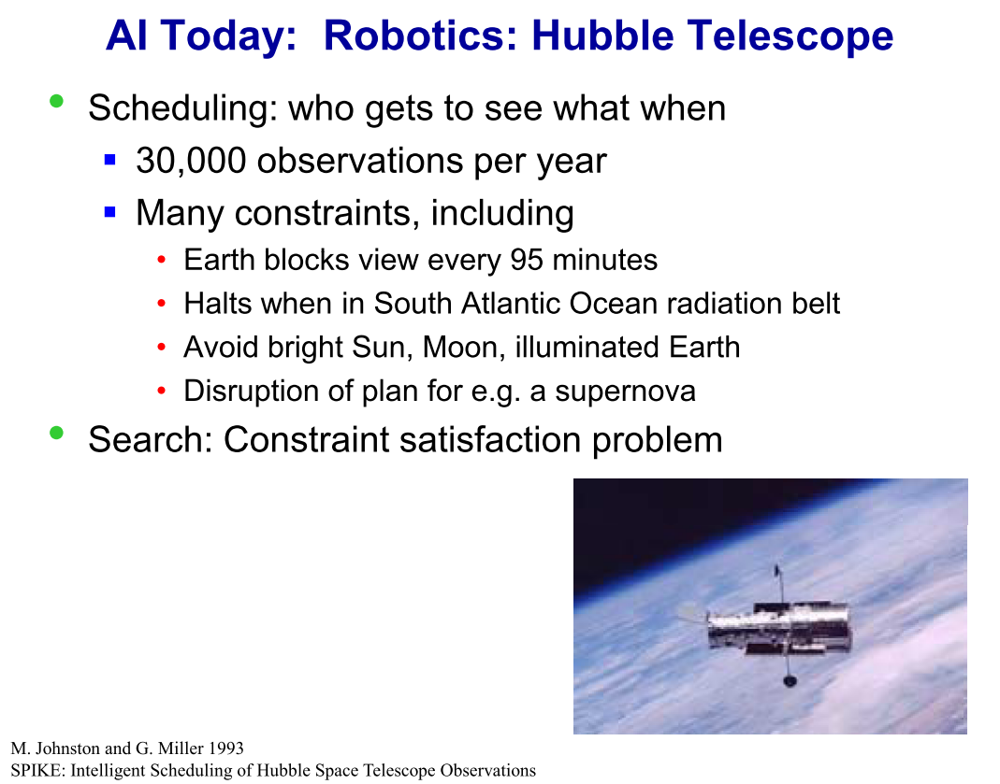 AI Today:  Robotics: Hubble Telescope
• Scheduling: who gets to see what when
▪ 30,000 observations per year
▪ Many constraints, including
• Earth blocks view every 95 minutes
• Halts when in South Atlantic Ocean radiation belt
• Avoid bright Sun, Moon, illuminated Earth
• Disruption of plan for e.g. a supernova
• Search: Constraint satisfaction problem
M. Johnston and G. Miller 1993
SPIKE: Intelligent Scheduling of Hubble Space Telescope Observations